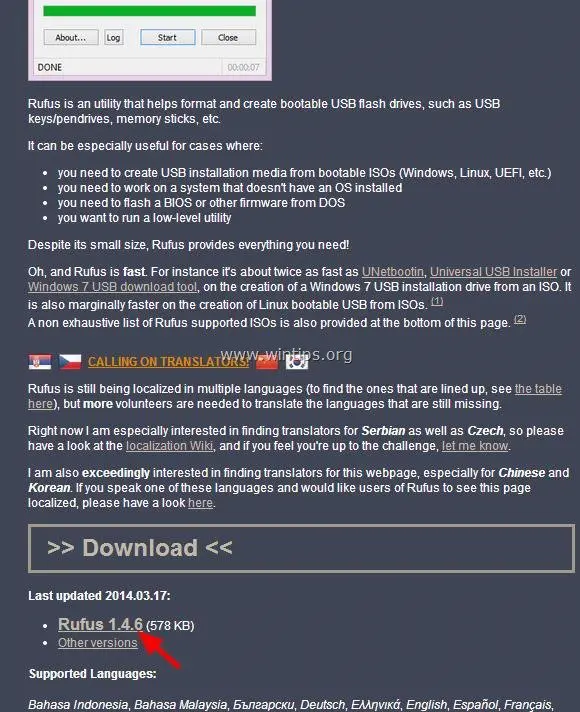 About... Log Start Close
DONE 00:00:07
Rufus is an utility that helps format and create bootable USB flash drives, such as USB
keys/pendrives, memory sticks, etc.
It can be especially useful for cases where:
you need to create USB installation media from bootable ISOs (Windows, Linux, UEFI, etc.)
you need to work on a system that doesn't have an OS installed
you need to flash a BIOS or other firmware from DOS
you want to run a low-level utility
Despite its small size, Rufus provides everything you need!
Oh, and Rufus is fast. For instance it's about twice as fast as UNetbootin, Universal USB Installer or
Windows 7 USB download tool, on the creation of a Windows 7 USB installation drive from an ISO. It
is also marginally faster on the creation of Linux bootable USB from ISOs. (1)
A non exhaustive list of Rufus supported ISOs is also provided at the bottom of this page. (2)
www.wintips.org
CALLING ON TRANSLATORS!
Rufus is still being localized in multiple languages (to find the ones that are lined up, see the table
here), but more volunteers are needed to translate the languages that are still missing.
Right now I am especially interested in finding translators for Serbian as well as Czech, so please
have a look at the localization Wiki, and if you feel you're up to the challenge, let me know.
I am also exceedingly interested in finding translators for this webpage, especially for Chinese and
Korean. If you speak one of these languages and would like users of Rufus to see this page
localized, please have a look here.
>> Download <<
Last updated 2014.03.17:
Rufus 1.4.6 (578 KB)
Other versions
Supported Languages:
Bahasa Indonesia, Bahasa Malaysia, Български, Deutsch, Ελληνικά, English, Español, Français,